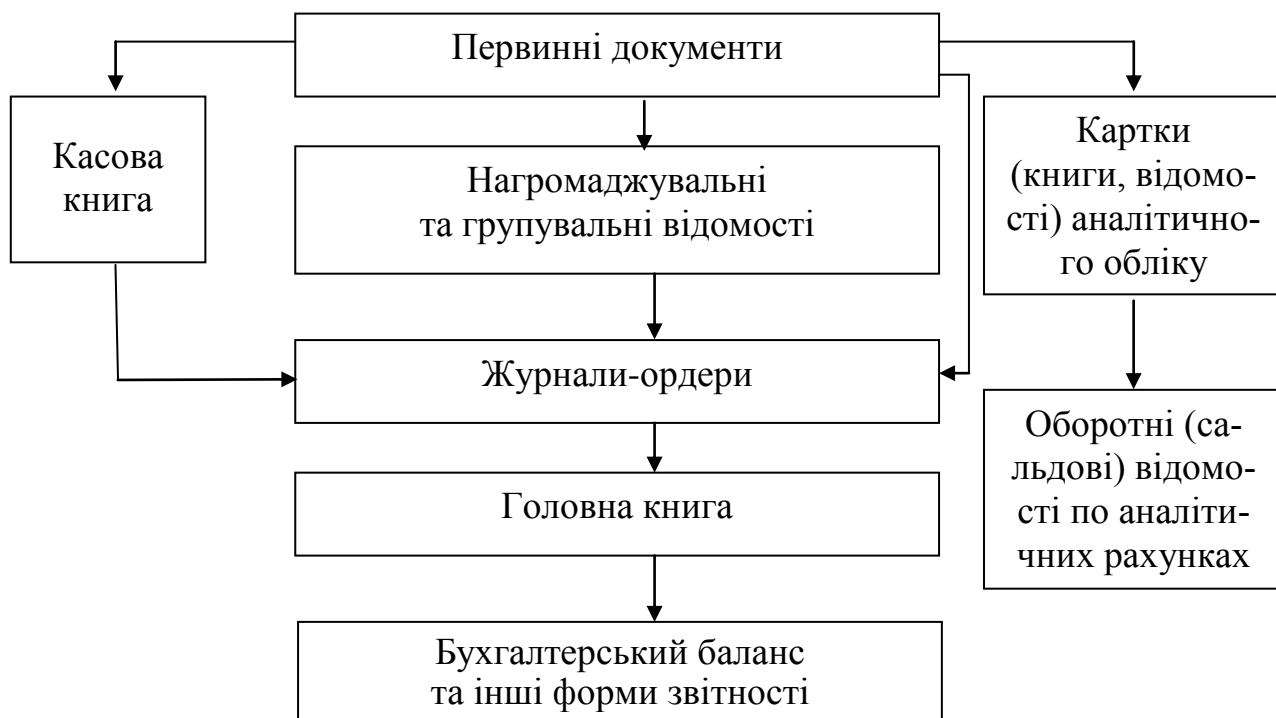 Первинні документи
Касова
книга
Нагромаджувальні
та групувальні відомості
Картки
(книги, відомо-
сті) аналітично-
го обліку
Журнали-ордери
Оборотні (са-
льдові) відомо-
сті по аналіти-
чних рахунках
Головна книга
Бухгалтерський баланс
та інші форми звітності